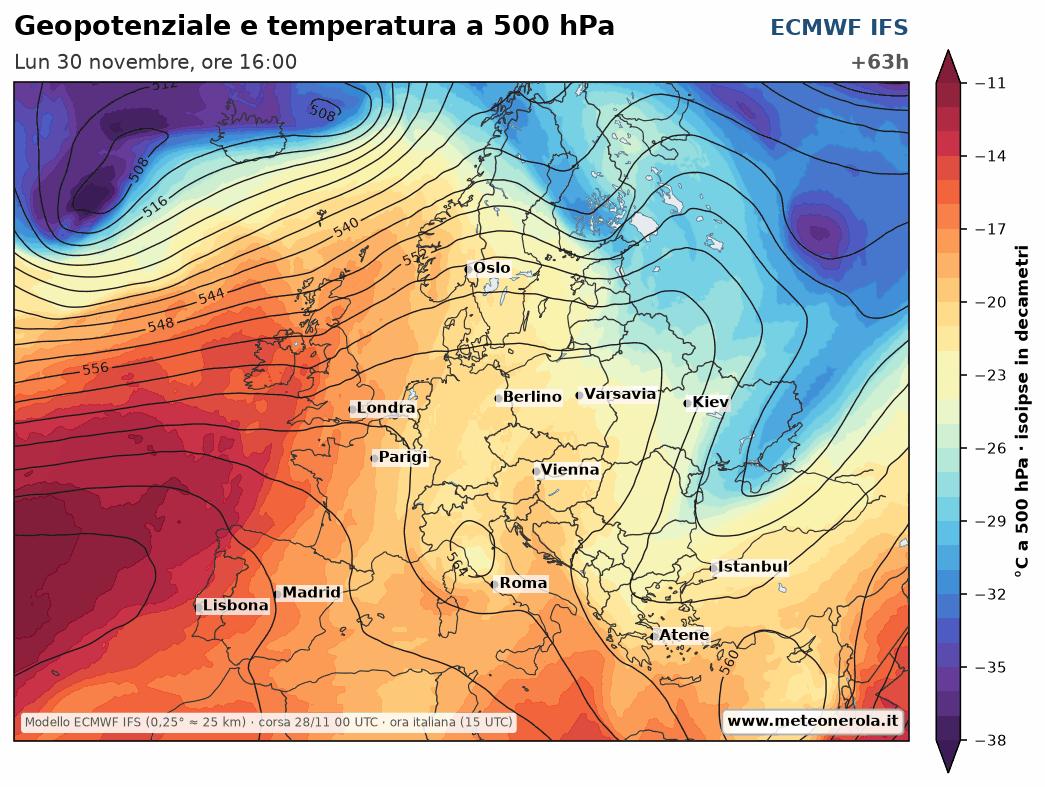 Geopotenziale e temperatura a 500 hPa
ECMWF IFS
Lun 30 novembre, ore 16:00
+63h
512
508
508
516
540
552
544
548
556
564
560
Oslo
Berlino
Varsavia
Kiev
Londra
Parigi
Vienna
Istanbul
Roma
Madrid
Lisbona
Atene
−11
−14
−17
−20
−23
−26
−29
−32
−35
−38
°C a 500 hPa · isoipse in decametri
Modello ECMWF IFS (0,25° ≈ 25 km) · corsa 28/11 00 UTC · ora italiana (15 UTC)
www.meteonerola.it